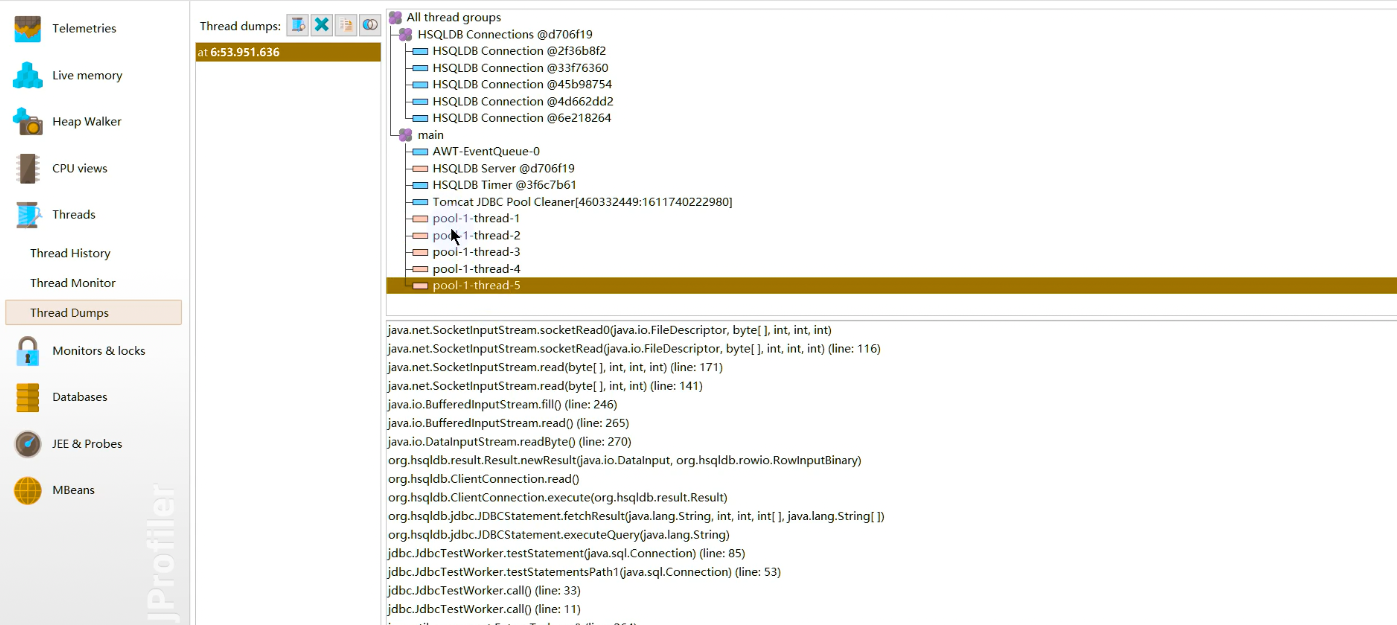 Telemetries
Live memory
Heap Walker
CPU views
Threads
Thread History
Thread Monitor
Thread Dumps
Monitors & locks
Databases
JEE & Probes
MBeans
JProfiler
Thread dumps:
at 6:53.951.636
All thread groups
HSQLDB Connections @d706f19
HSQLDB Connection @2f36b8f2
HSQLDB Connection @33f76360
HSQLDB Connection @45b98754
HSQLDB Connection @4d662dd2
HSQLDB Connection @6e218264
main
AWT-EventQueue-0
HSQLDB Server @d706f19
HSQLDB Timer @3f6c7b61
Tomcat JDBC Pool Cleaner[460332449:1611740222980]
pool-1-thread-1
pool-1-thread-2
pool-1-thread-3
pool-1-thread-4
pool-1-thread-5
java.net.SocketInputStream.socketRead0(java.io.FileDescriptor, byte[ ], int, int, int)
java.net.SocketInputStream.socketRead(java.io.FileDescriptor, byte[ ], int, int, int) (line: 116)
java.net.SocketInputStream.read(byte[ ], int, int, int) (line: 171)
java.net.SocketInputStream.read(byte[ ], int, int) (line: 141)
java.io.BufferedInputStream.fill() (line: 246)
java.io.BufferedInputStream.read() (line: 265)
java.io.DataInputStream.readByte() (line: 270)
org.hsqldb.result.Result.newResult(java.io.DataInput, org.hsqldb.rowio.RowInputBinary)
org.hsqldb.ClientConnection.read()
org.hsqldb.ClientConnection.execute(org.hsqldb.result.Result)
org.hsqldb.jdbc.JDBCStatement.fetchResult(java.lang.String, int, int, int[ ], java.lang.String[ ])
org.hsqldb.jdbc.JDBCStatement.executeQuery(java.lang.String)
jdbc.JdbcTestWorker.testStatement(java.sql.Connection) (line: 85)
jdbc.JdbcTestWorker.testStatementsPath1(java.sql.Connection) (line: 53)
jdbc.JdbcTestWorker.call() (line: 33)
jdbc.JdbcTestWorker.call() (line: 11)